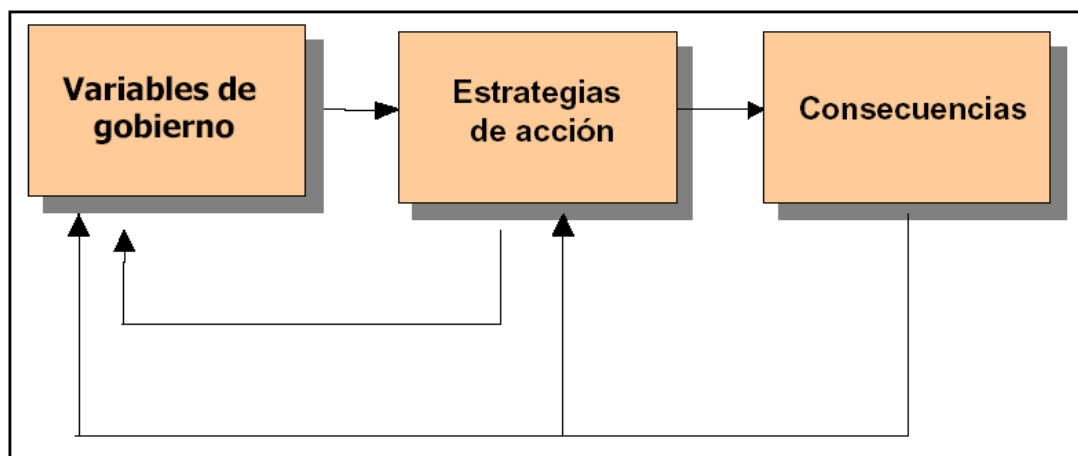 Variables de
gobierno
Estrategias
de acción
Consecuencias